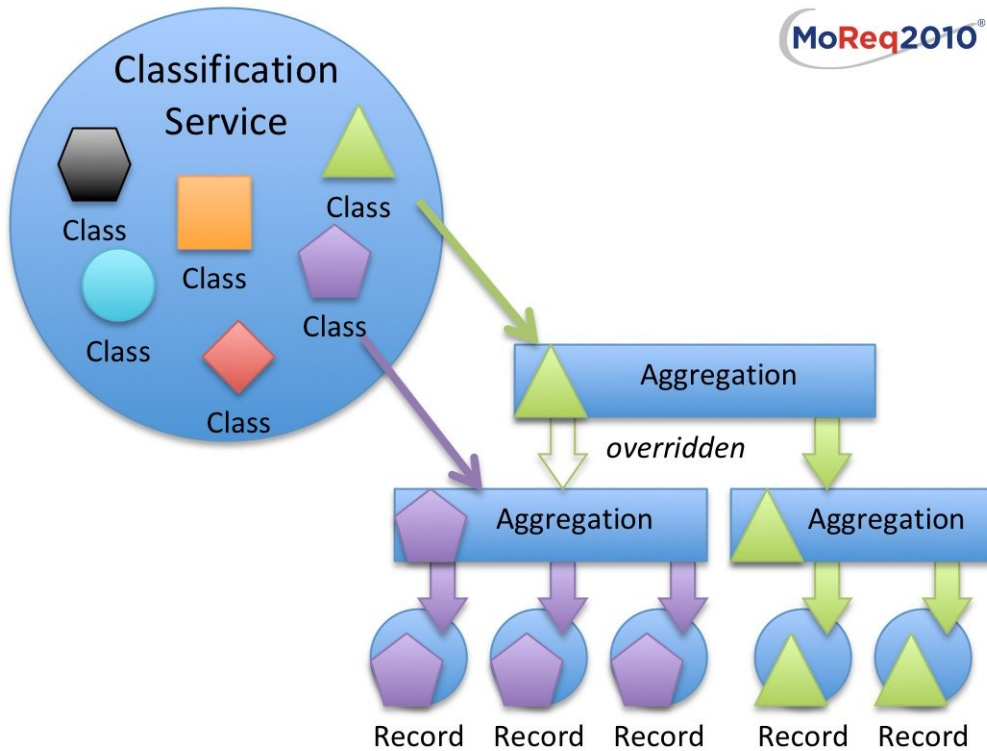 MoReq2010®
Classification
Service
Class
Class
Class
Class
Class
Class
Aggregation
overridden
Aggregation
Aggregation
Record
Record
Record
Record
Record